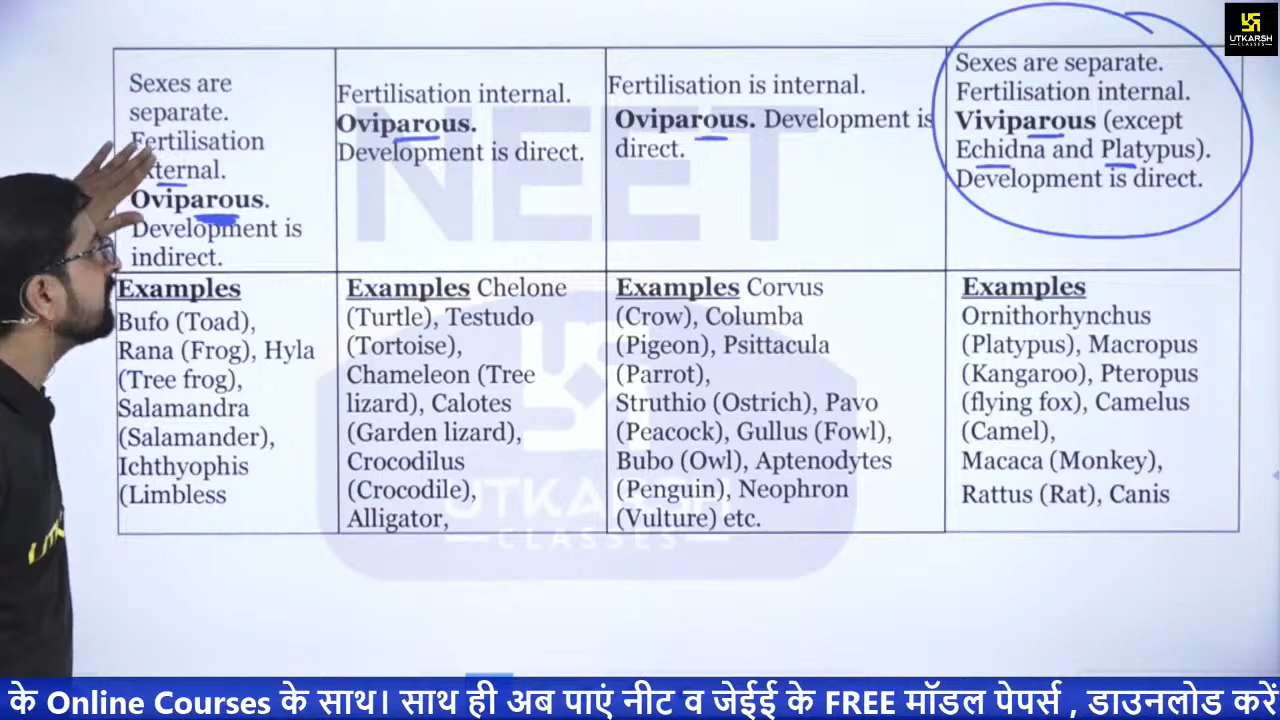 UTKARSH
CLASSES
Sexes are
separate.
Fertilisation
xternal.
Oviparous.
Development is
indirect.
Fertilisation internal.
Oviparous.
Development is direct.
Fertilisation is internal.
Oviparous. Development is
direct.
Sexes are separate.
Fertilisation internal.
Viviparous (except
Echidna and Platypus).
Development is direct.
Examples
Bufo (Toad),
Rana (Frog), Hyla
(Tree frog),
Salamandra
(Salamander),
Ichthyophis
(Limbless
Examples Chelone
(Turtle), Testudo
(Tortoise),
Chameleon (Tree
lizard), Calotes
(Garden lizard),
Crocodilus
(Crocodile),
Alligator,
Examples Corvus
(Crow), Columba
(Pigeon), Psittacula
(Parrot),
Struthio (Ostrich), Pavo
(Peacock), Gullus (Fowl),
Bubo (Owl), Aptenodytes
(Penguin), Neophron
(Vulture) etc.
Examples
Ornithorhynchus
(Platypus), Macropus
(Kangaroo), Pteropus
(flying fox), Camelus
(Camel),
Macaca (Monkey),
Rattus (Rat), Canis
NEET
UTKARSH
CLASSES
के Online Courses के साथ। साथ ही अब पाएं नीट व जेईई के FREE मॉडल पेपर्स , डाउनलोड करें